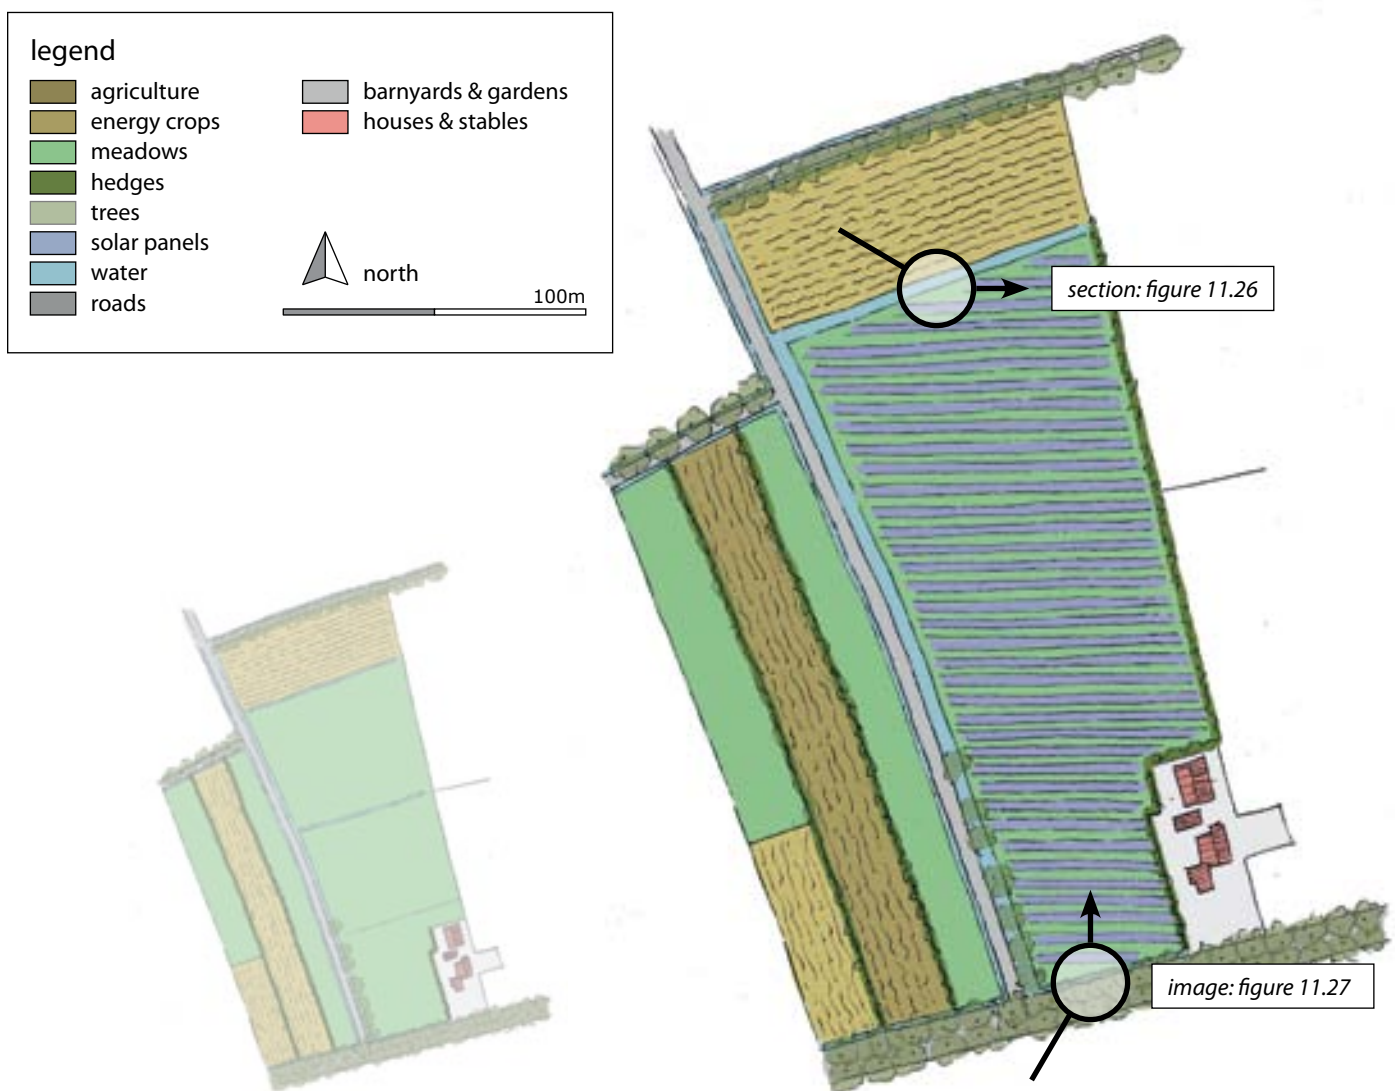 legend
agriculture
energy crops
meadows
hedges
trees
solar panels
water
roads
barnyards & gardens
houses & stables
north
100m
section: figure 11.26
image: figure 11.27